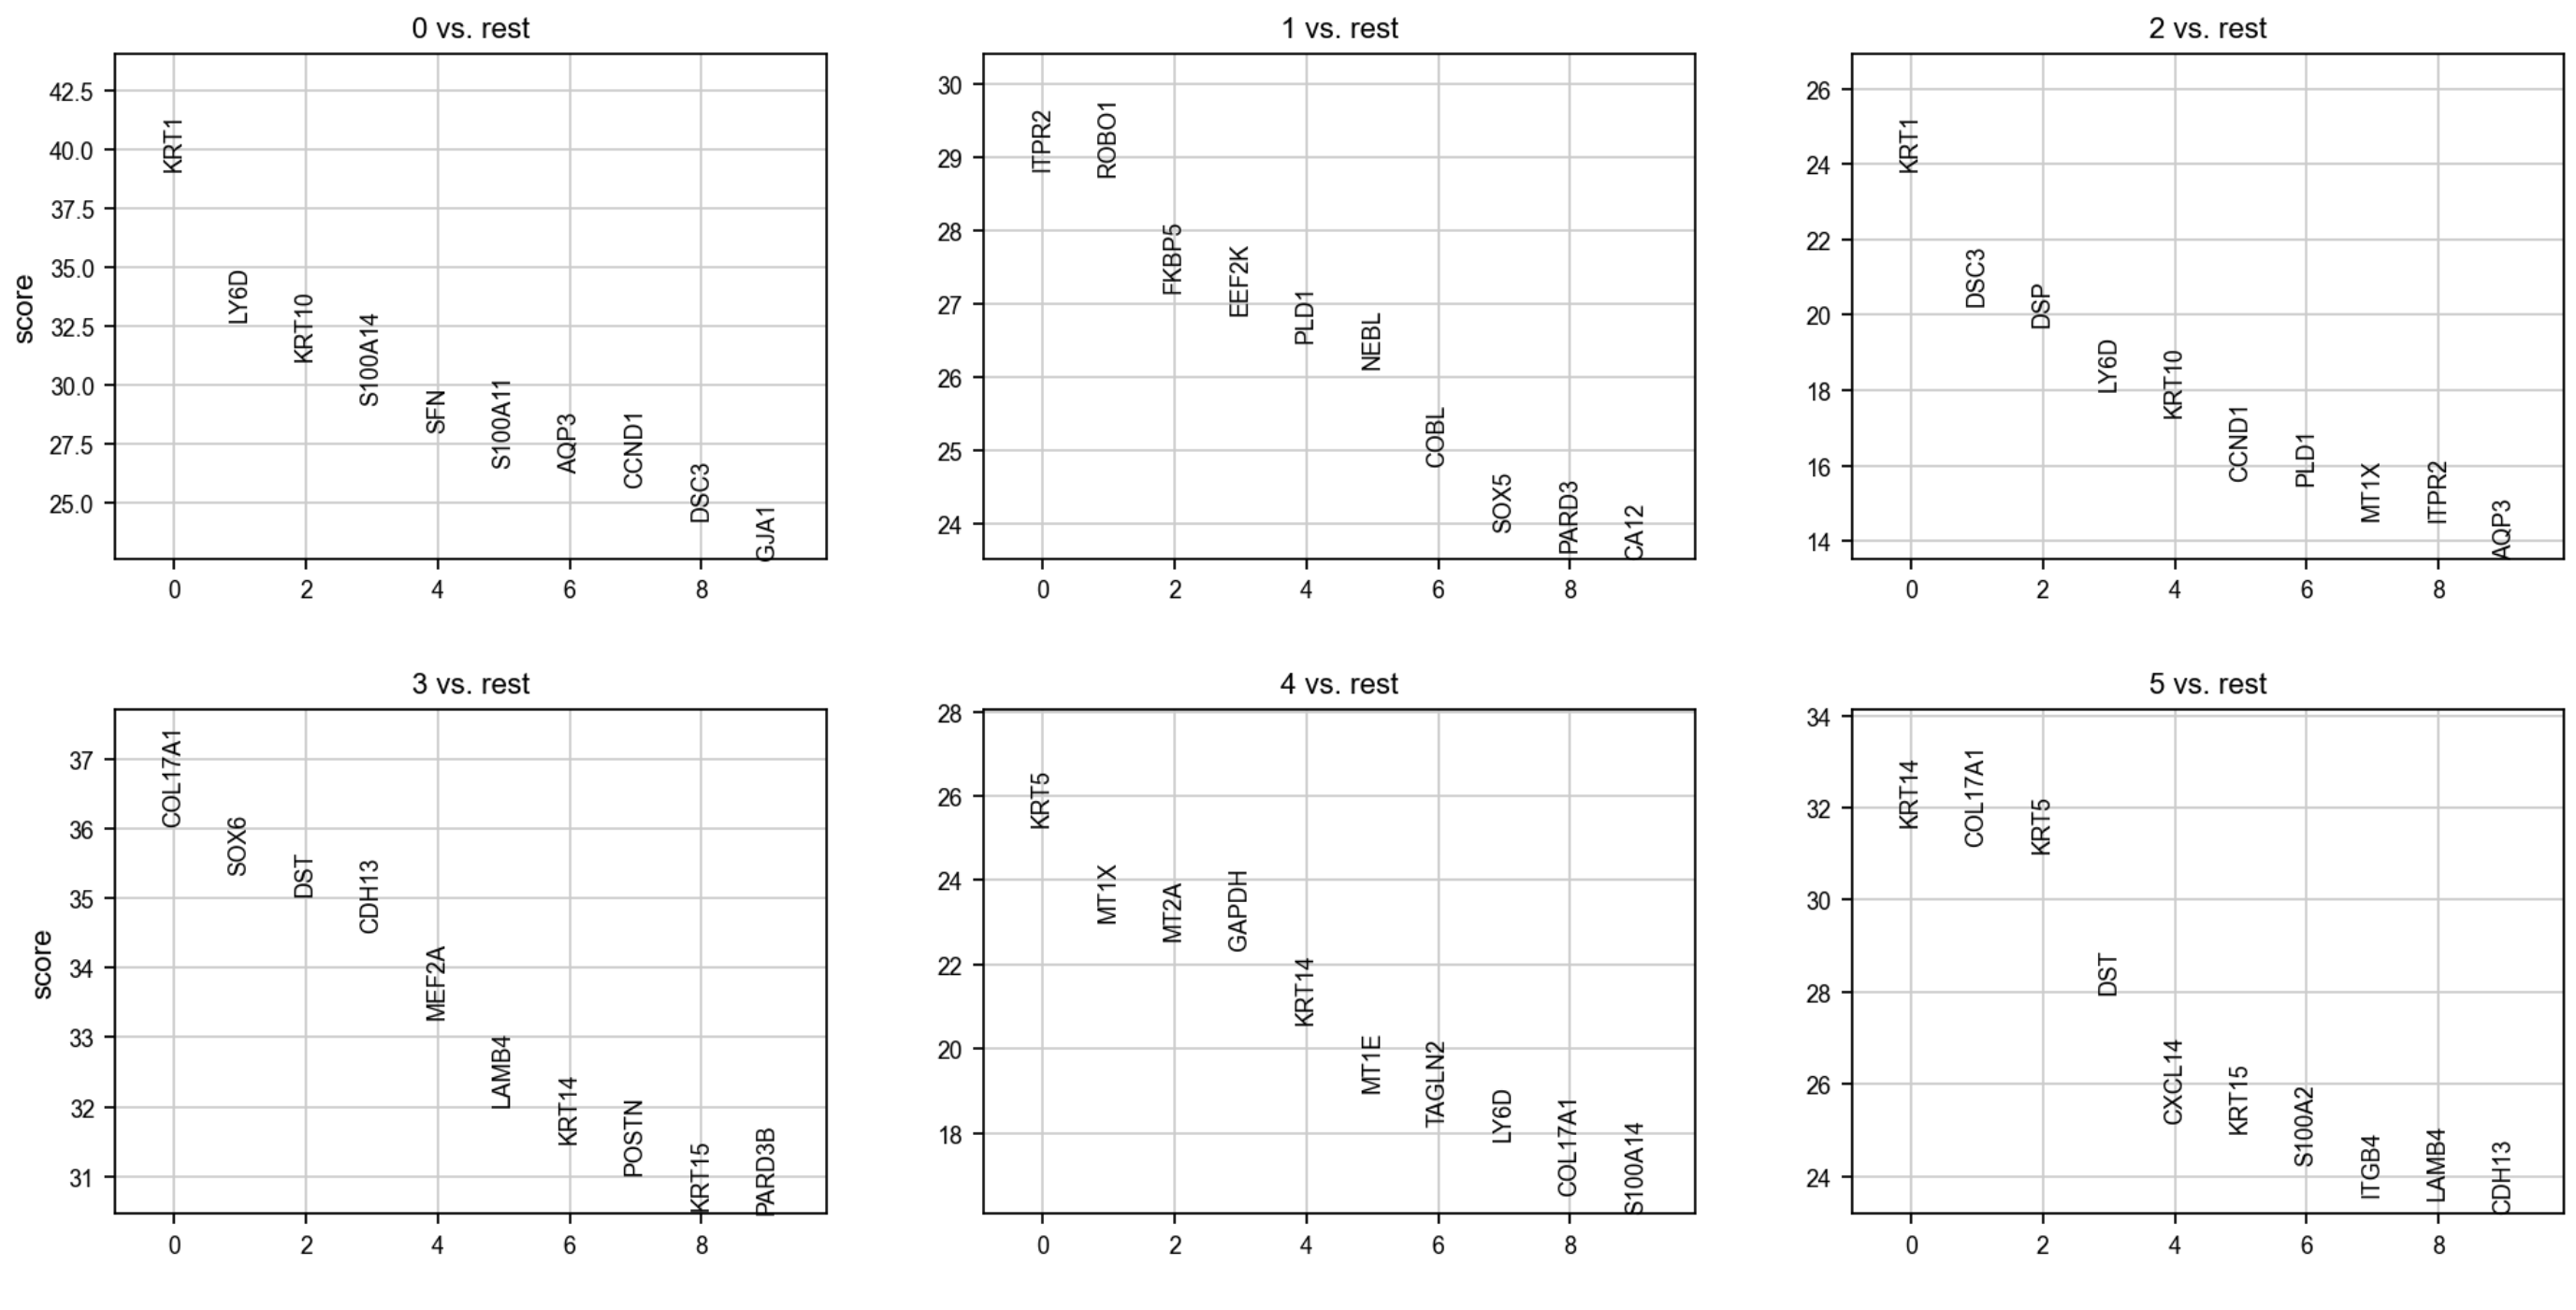 0 vs. rest
score
42.5
40.0
37.5
35.0
32.5
30.0
27.5
25.0
KRT1
LY6D
KRT10
S100A14
SFN
S100A11
AQP3
CCND1
DSC3
GJA1
0 2 4 6 8
1 vs. rest
30
29
28
27
26
25
24
ITPR2
ROBO1
FKBP5
EEF2K
PLD1
NEBL
COBL
SOX5
PARD3
CA12
0 2 4 6 8
2 vs. rest
26
24
22
20
18
16
14
KRT1
DSC3
DSP
LY6D
KRT10
CCND1
PLD1
MT1X
ITPR2
AQP3
0 2 4 6 8
3 vs. rest
score
37
36
35
34
33
32
31
COL17A1
SOX6
DST
CDH13
MEF2A
LAMB4
KRT14
POSTN
KRT15
PARD3B
0 2 4 6 8
4 vs. rest
28
26
24
22
20
18
KRT5
MT1X
MT2A
GAPDH
KRT14
MT1E
TAGLN2
LY6D
COL17A1
S100A14
0 2 4 6 8
5 vs. rest
34
32
30
28
26
24
KRT14
COL17A1
KRT5
DST
CXCL14
KRT15
S100A2
ITGB4
LAMB4
CDH13
0 2 4 6 8